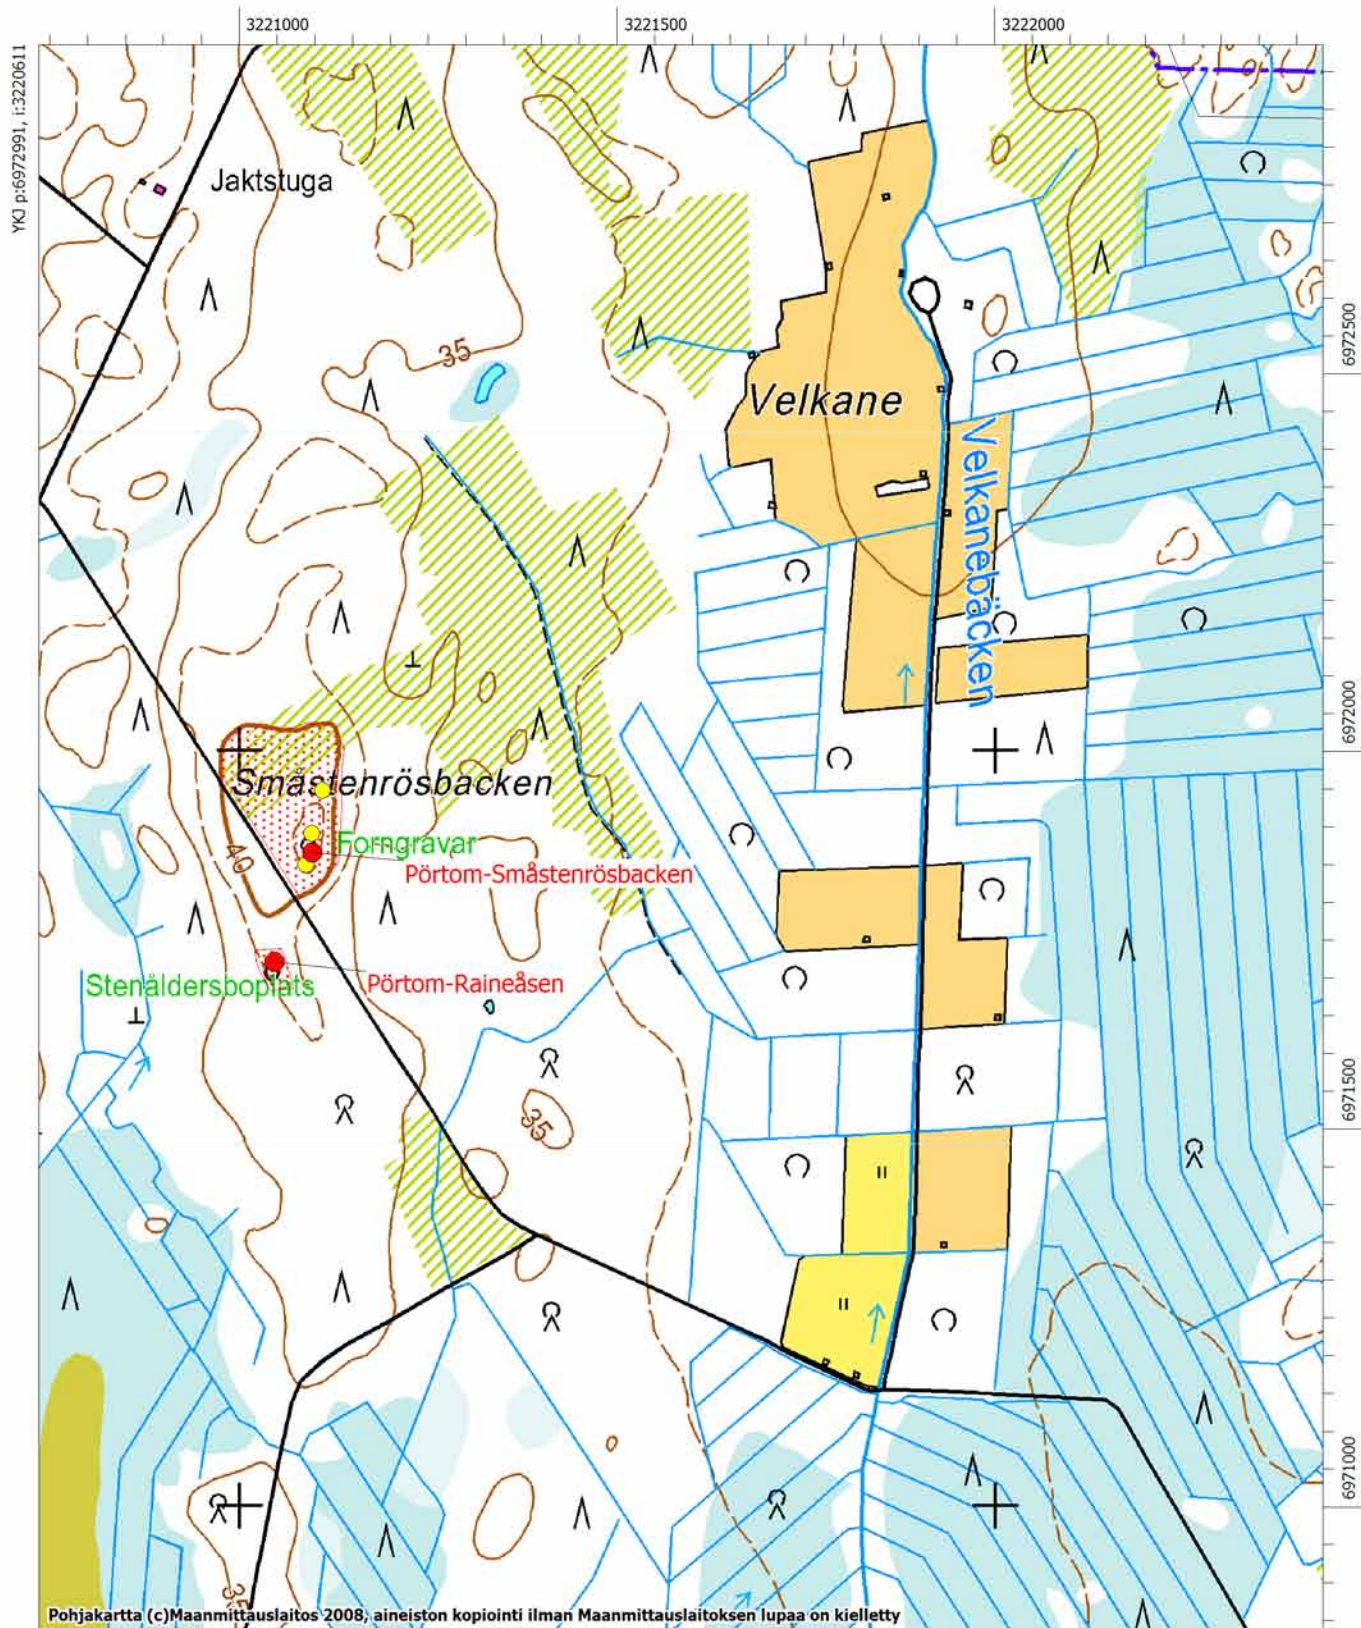 3221000
3221500
3222000
YKJ p:6972991, i:3220611
Jaktstuga
6972500
35
Velkane
Velkanebäcken
6972000
Småstenrösbacken
Forngravar
40
Pörtom-Småstenrösbacken
Stenåldersboplats
Pörtom-Raineåsen
6971500
35
6971000
35
Pohjakartta (c)Maanmittauslaitos 2008, aineiston kopiointi ilman Maanmittauslaitoksen lupaa on kielletty